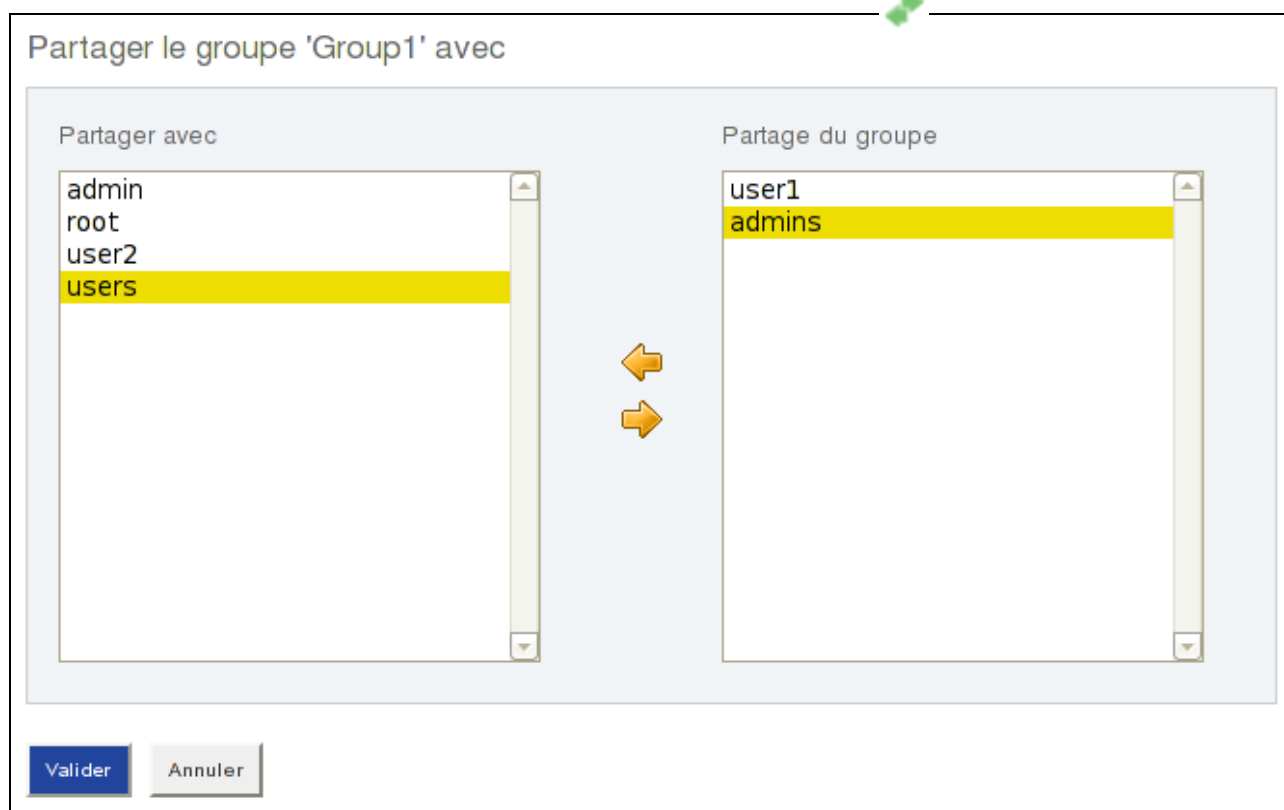 Partager le groupe 'Group1' avec
Partager avec
admin
root
user2
users
Partage du groupe
user1
admins
Valider
Annuler